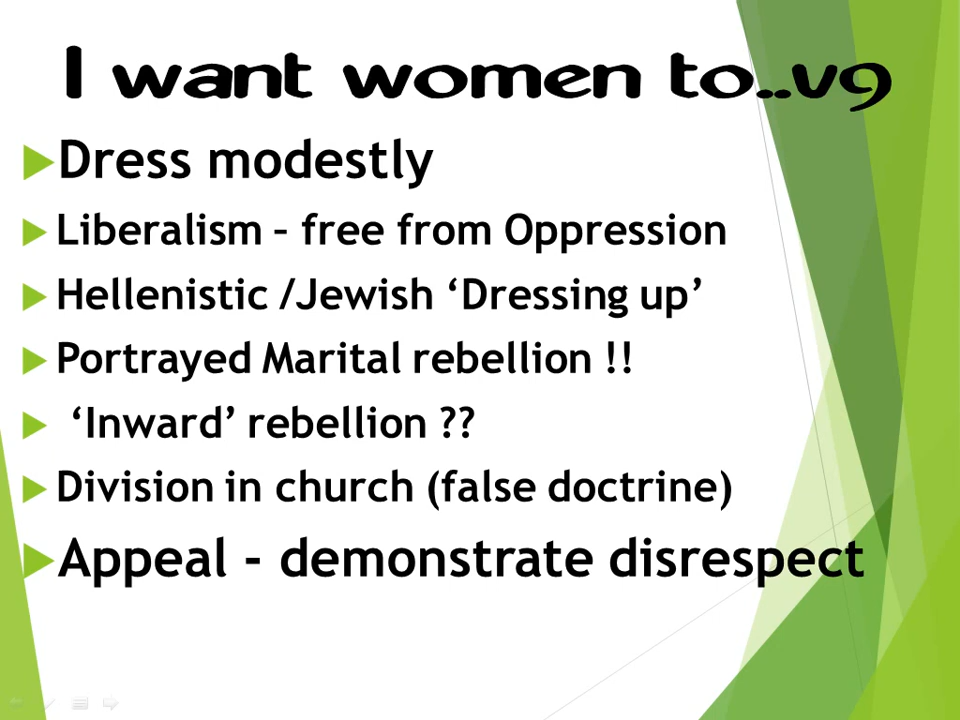 I want women to..v9
Dress modestly
Liberalism – free from Oppression
Hellenistic /Jewish ‘Dressing up’
Portrayed Marital rebellion !!
‘Inward’ rebellion ??
Division in church (false doctrine)
Appeal - demonstrate disrespect